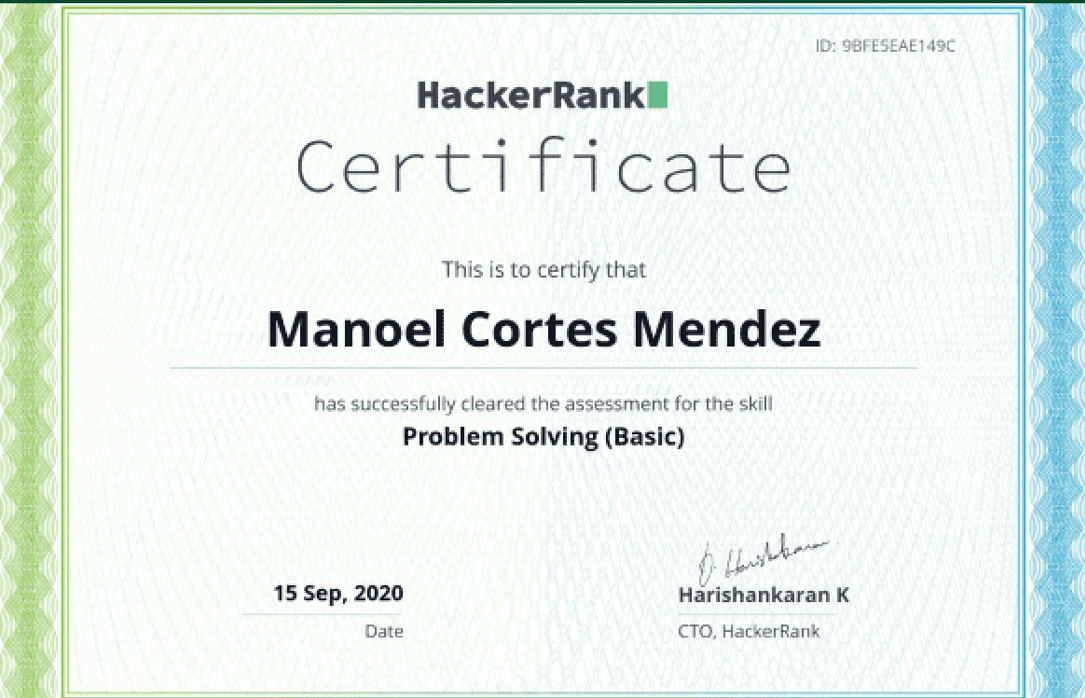 ID: 9BFE5EAE149C
HackerRank
Certificate
This is to certify that
Manoel Cortes Mendez
has successfully cleared the assessment for the skill
Problem Solving (Basic)
15 Sep, 2020
Date
Harishankaran K
CTO, HackerRank